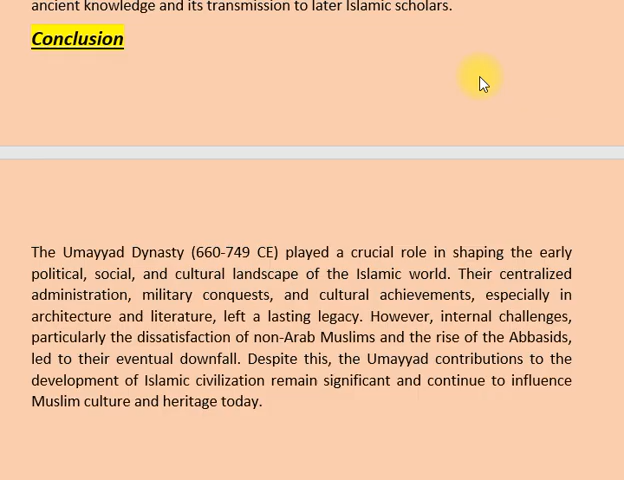 ancient knowledge and its transmission to later Islamic scholars.
Conclusion
The Umayyad Dynasty (660-749 CE) played a crucial role in shaping the early
political, social, and cultural landscape of the Islamic world. Their centralized
administration, military conquests, and cultural achievements, especially in
architecture and literature, left a lasting legacy. However, internal challenges,
particularly the dissatisfaction of non-Arab Muslims and the rise of the Abbasids,
led to their eventual downfall. Despite this, the Umayyad contributions to the
development of Islamic civilization remain significant and continue to influence
Muslim culture and heritage today.